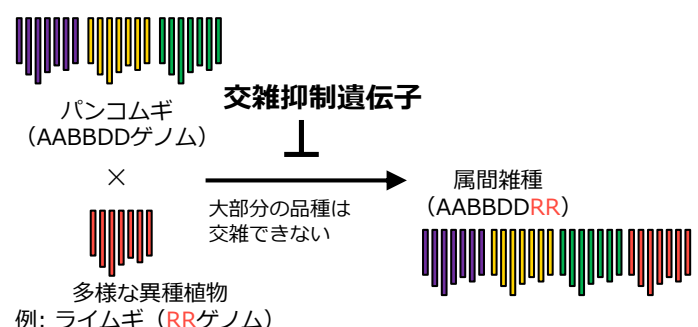 パンコムギ
（AABBDDゲノム）
×
多様な異種植物
例: ライムギ（RRゲノム）
交雑抑制遺伝子
大部分の品種は
交雑できない
属間雑種
（AABBDDRR）